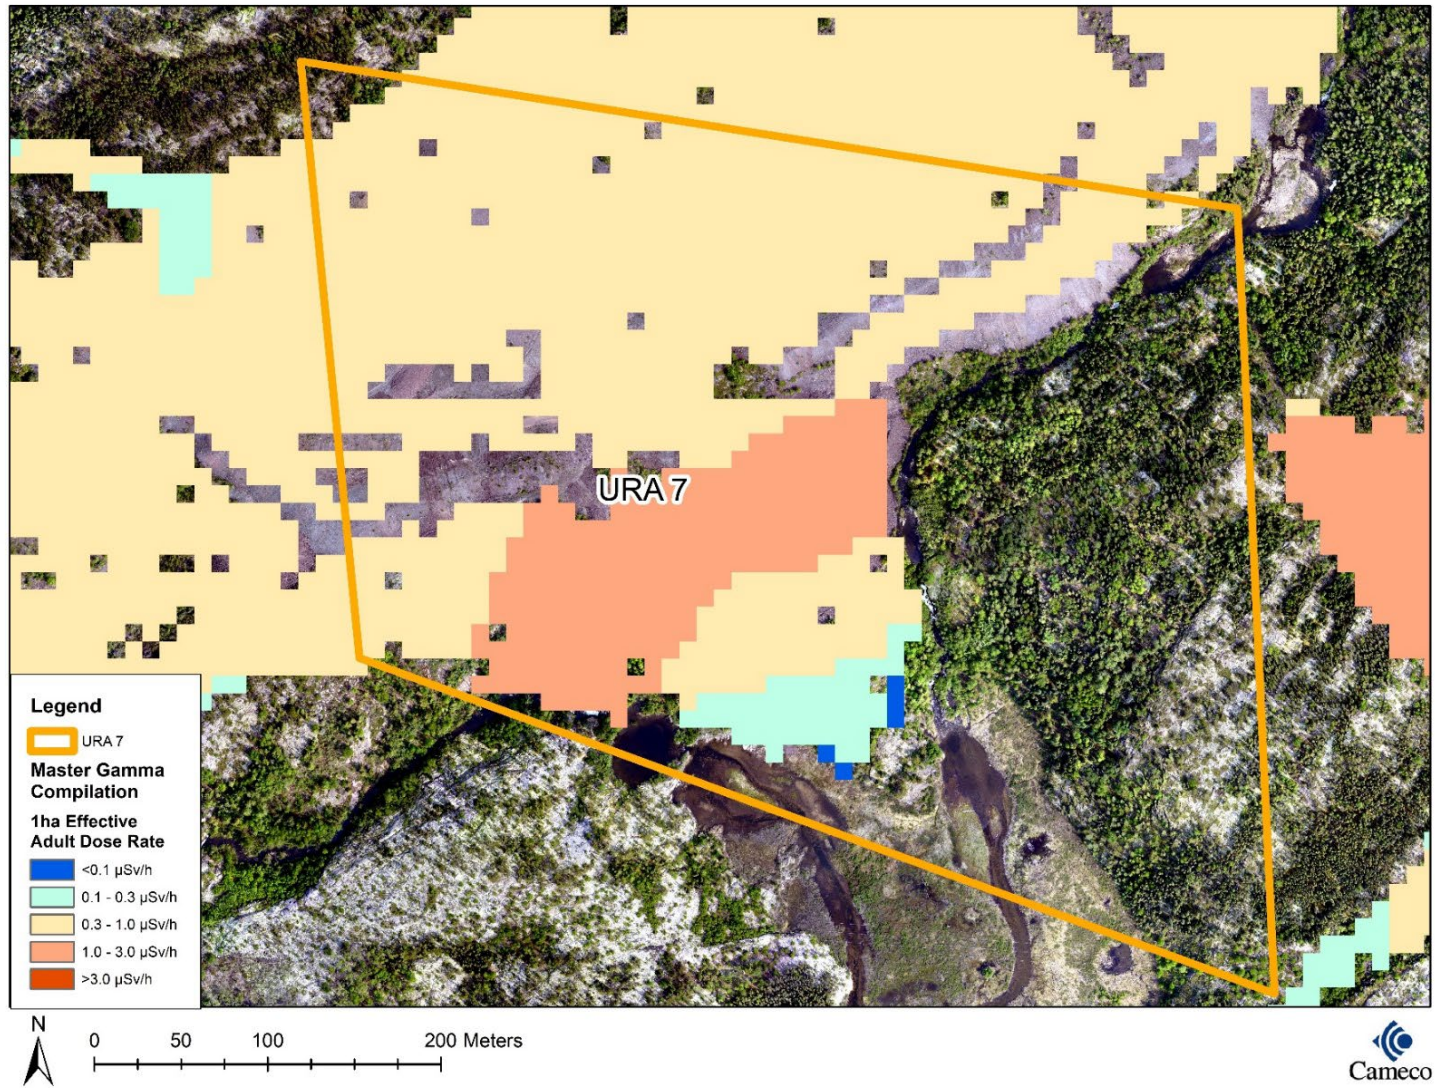 URA 7
Legend
URA 7
Master Gamma
Compilation
1ha Effective
Adult Dose Rate
<0.1 µSv/h
0.1 - 0.3 µSv/h
0.3 - 1.0 µSv/h
1.0 - 3.0 µSv/h
>3.0 µSv/h
N
0 50 100 200 Meters
Cameco